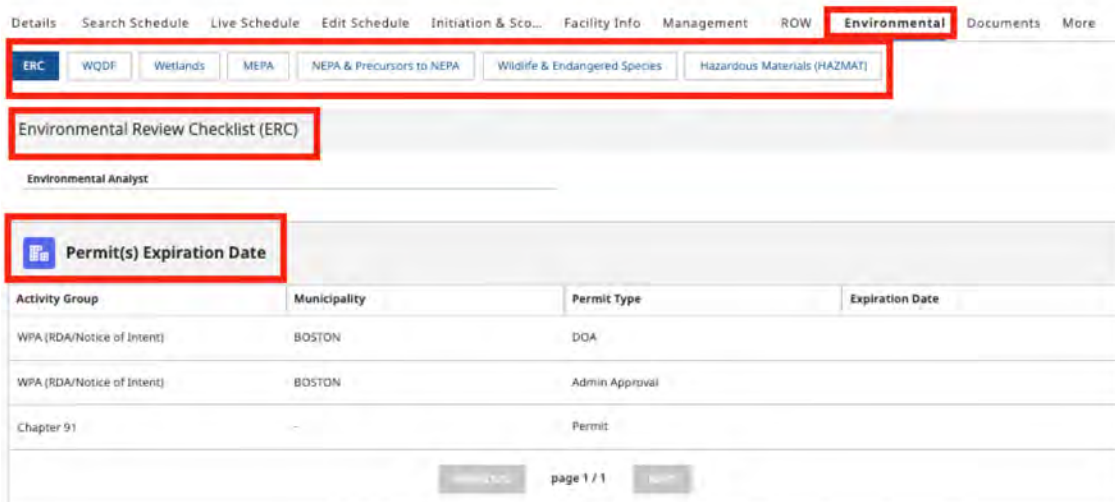 Details Search Schedule Live Schedule Edit Schedule Initiation & Sco... Facility Info Management ROW Environmental Documents More
ERC WQDF Wetlands MEPA NEPA & Precursors to NEPA Wildlife & Endangered Species Hazardous Materials (HAZMAT)
Environmental Review Checklist (ERC)
Environmental Analyst
Permit(s) Expiration Date
Activity Group Municipality Permit Type Expiration Date
WPA (RDA/Notice of Intent) BOSTON DOA
WPA (RDA/Notice of Intent) BOSTON Admin Approval
Chapter 91 - Permit
page 1 / 1